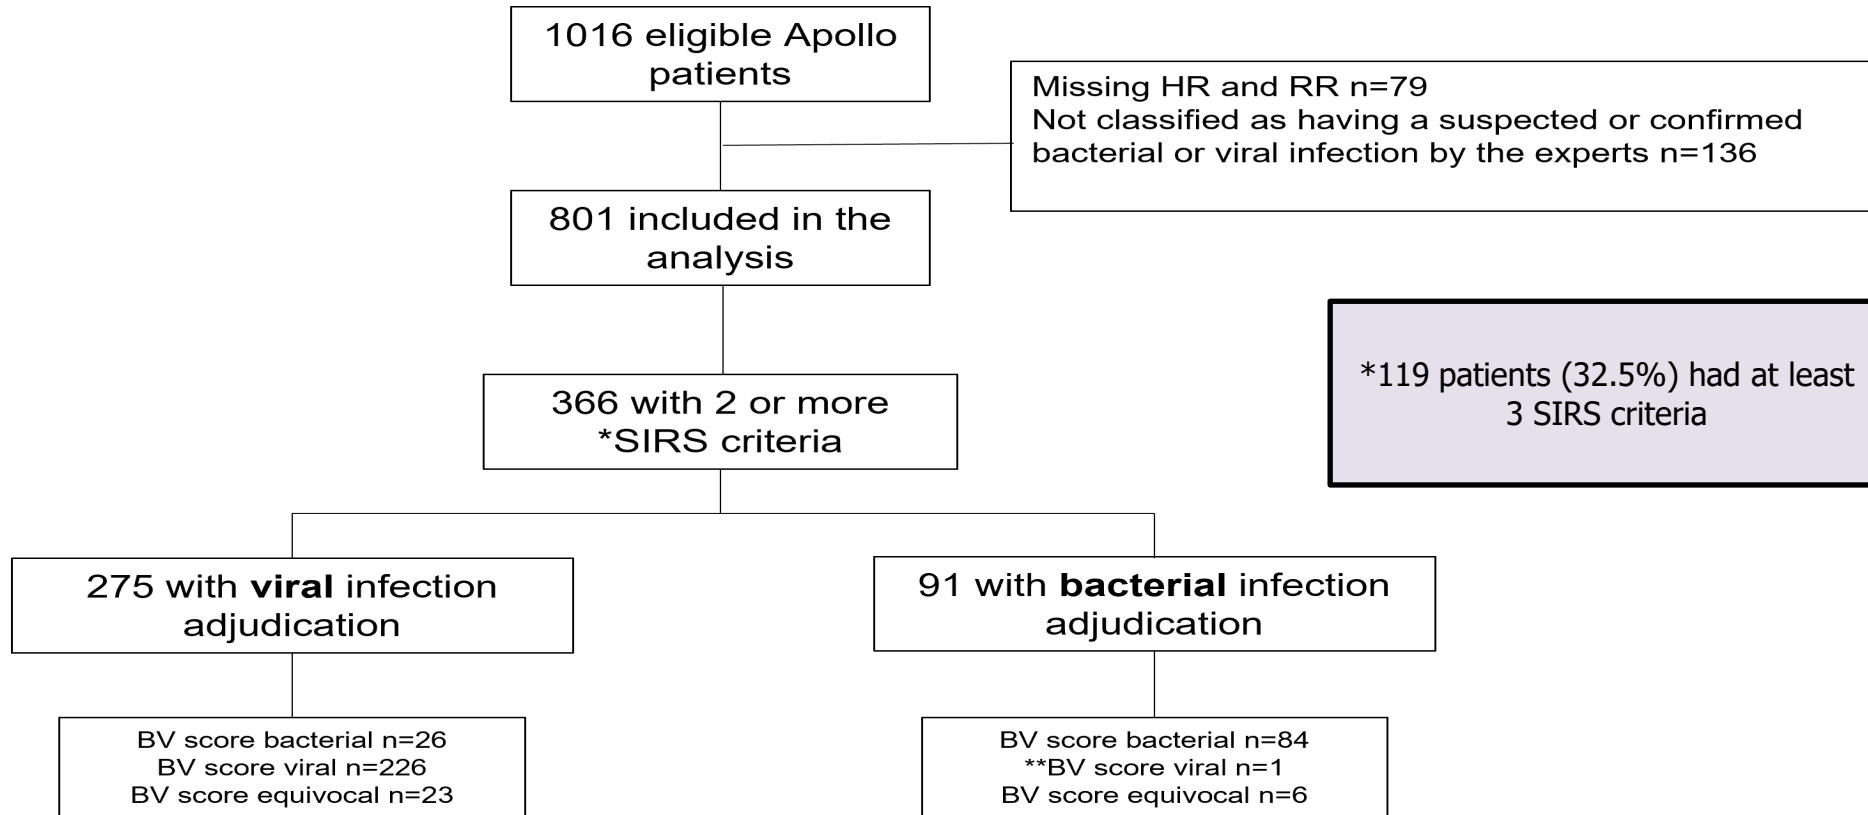 1016 eligible Apollo
patients
Missing HR and RR n=79
Not classified as having a suspected or confirmed
bacterial or viral infection by the experts n=136
801 included in the
analysis
*119 patients (32.5%) had at least
3 SIRS criteria
366 with 2 or more
*SIRS criteria
275 with viral infection
adjudication
91 with bacterial infection
adjudication
BV score bacterial n=26
BV score viral n=226
BV score equivocal n=23
BV score bacterial n=84
**BV score viral n=1
BV score equivocal n=6